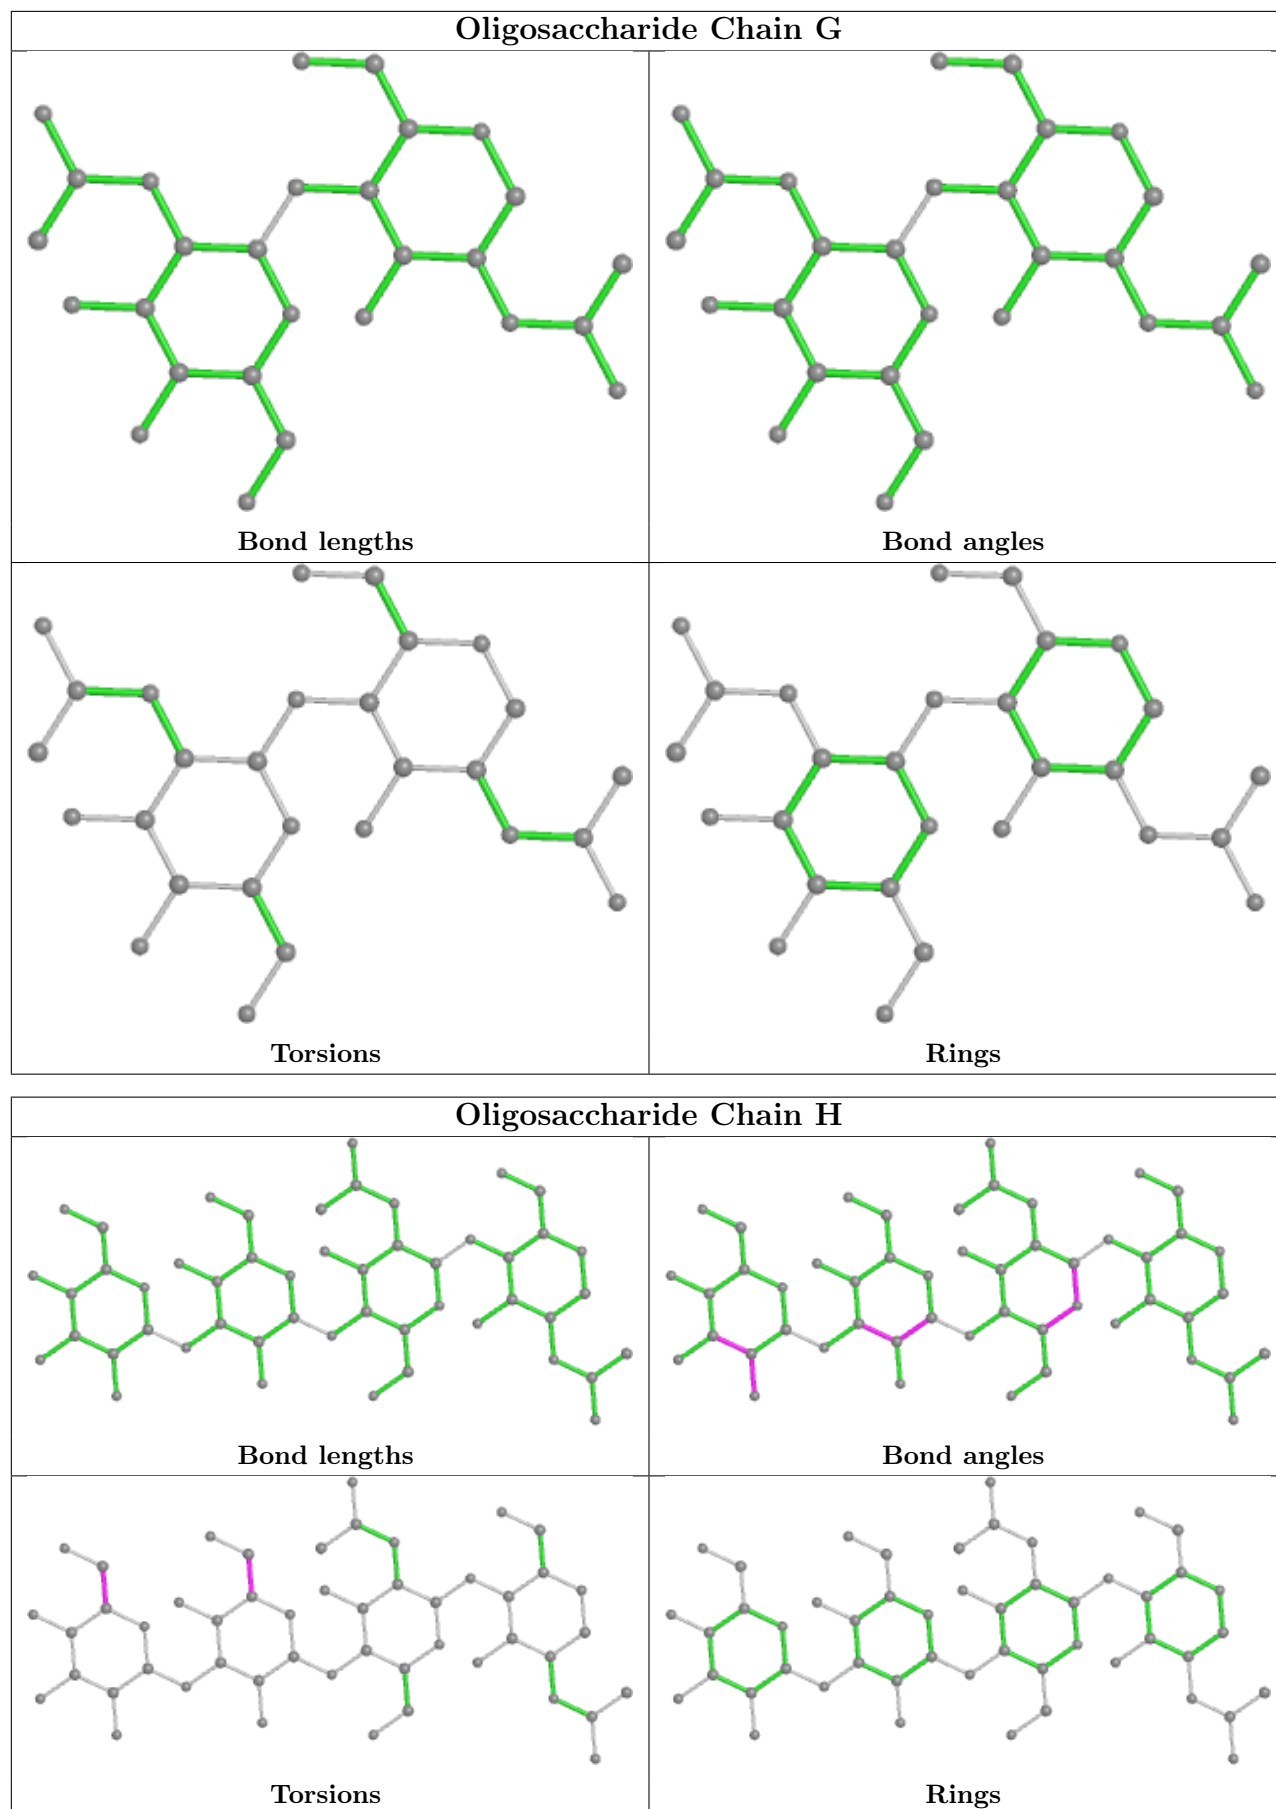 Oligosaccharide Chain G
Bond lengths
Bond angles
Torsions
Rings
Oligosaccharide Chain H
Bond lengths
Bond angles
Torsions
Rings